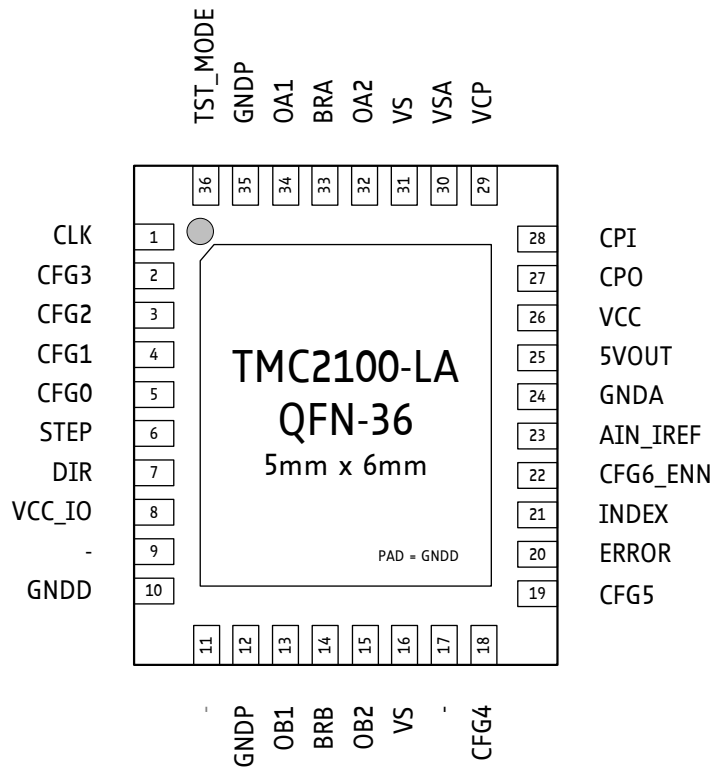 TST_MODE
GNDP
OA1
BRA
OA2
VS
VSA
VCP
36
35
34
33
32
31
30
29
CLK 1
CFG3 2
CFG2 3
CFG1 4
CFG0 5
STEP 6
DIR 7
VCC_IO 8
- 9
GNDD 10
TMC2100-LA
QFN-36
5mm x 6mm
PAD = GNDD
28 CPI
27 CPO
26 VCC
25 5VOUT
24 GNDA
23 AIN_IREF
22 CFG6_ENN
21 INDEX
20 ERROR
19 CFG5
11
12
13
14
15
16
17
18
-
GNDP
OB1
BRB
OB2
VS
-
CFG4